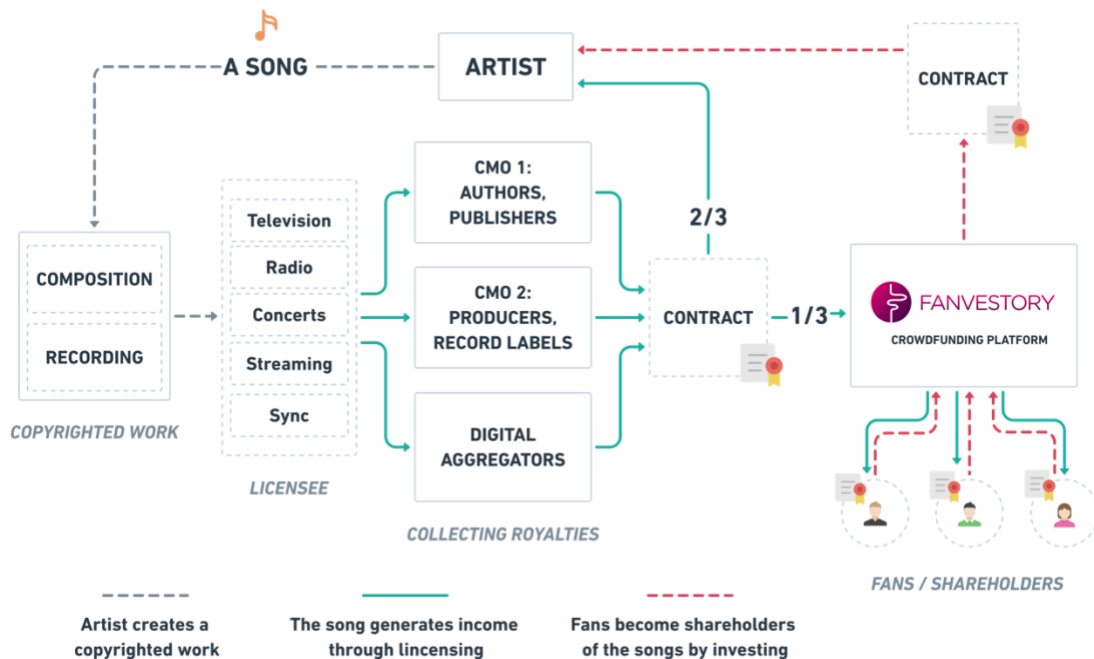 A SONG
ARTIST
CONTRACT
COMPOSITION
RECORDING
COPYRIGHTED WORK
Television
Radio
Concerts
Streaming
Sync
LICENSEE
CMO 1:
AUTHORS,
PUBLISHERS
CMO 2:
PRODUCERS,
RECORD LABELS
DIGITAL
AGGREGATORS
COLLECTING ROYALTIES
2/3
CONTRACT
1/3
FANVESTORY
CROWDFUNDING PLATFORM
FANS / SHAREHOLDERS
Artist creates a
copyrighted work
The song generates income
through lincensing
Fans become shareholders
of the songs by investing